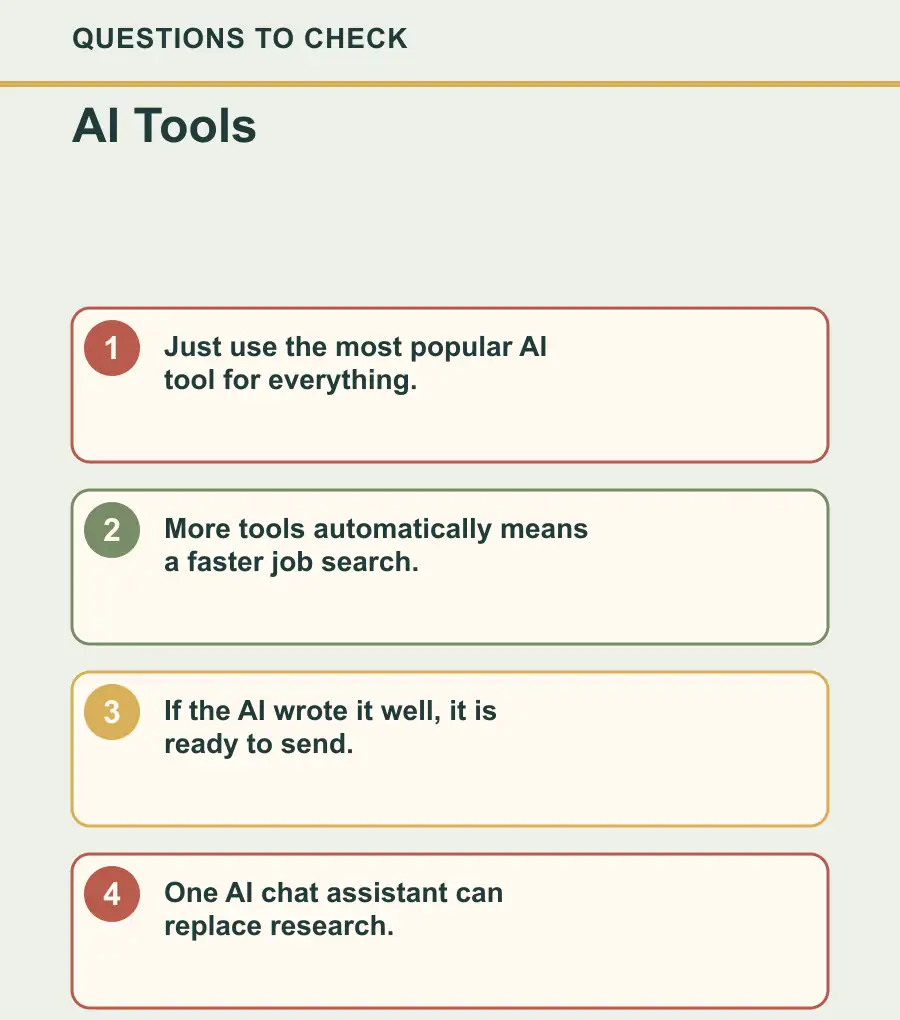 QUESTIONS TO CHECK
AI Tools
1
Just use the most popular AI
tool for everything.
2
More tools automatically means
a faster job search.
3
If the AI wrote it well, it is
ready to send.
4
One AI chat assistant can
replace research.